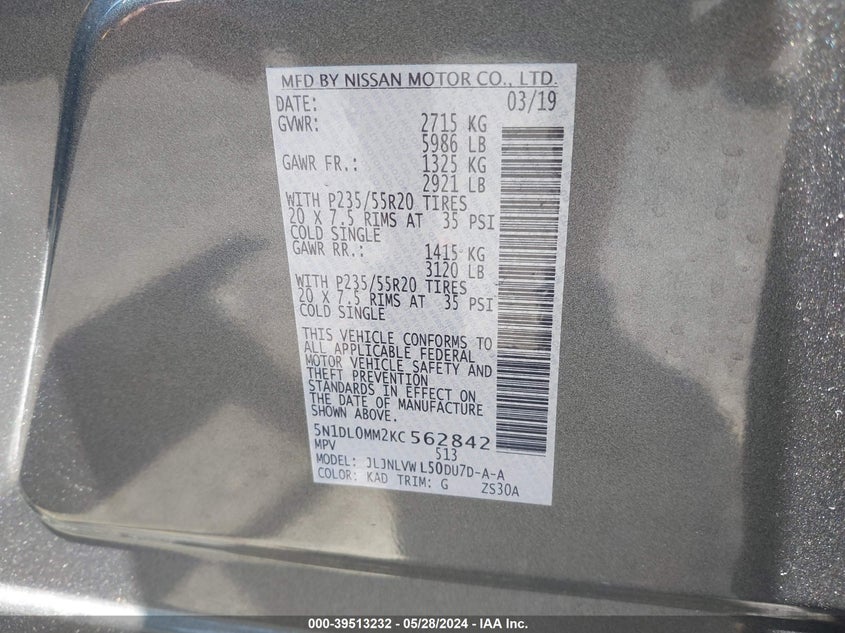 MFD BY NISSAN MOTOR CO., LTD.
DATE: 03/19
GVWR: 2715 KG
5986 LB
GAWR FR.: 1325 KG
2921 LB
WITH P235/55R20 TIRES
20 X 7.5 RIMS AT 35 PSI
COLD SINGLE
GAWR RR.: 1415 KG
3120 LB
WITH P235/55R20 TIRES
20 X 7.5 RIMS AT 35 PSI
COLD SINGLE
THIS VEHICLE CONFORMS TO
ALL APPLICABLE FEDERAL
MOTOR VEHICLE SAFETY AND
THEFT PREVENTION
STANDARDS IN EFFECT ON
THE DATE OF MANUFACTURE
SHOWN ABOVE.
5N1DL0MM2KC 562842
MPV 513
MODEL: JLJNLVW L50DU7D-A-A
COLOR: KAD TRIM: G ZS30A
000-39513232 - 05/28/2024 - IAA Inc.